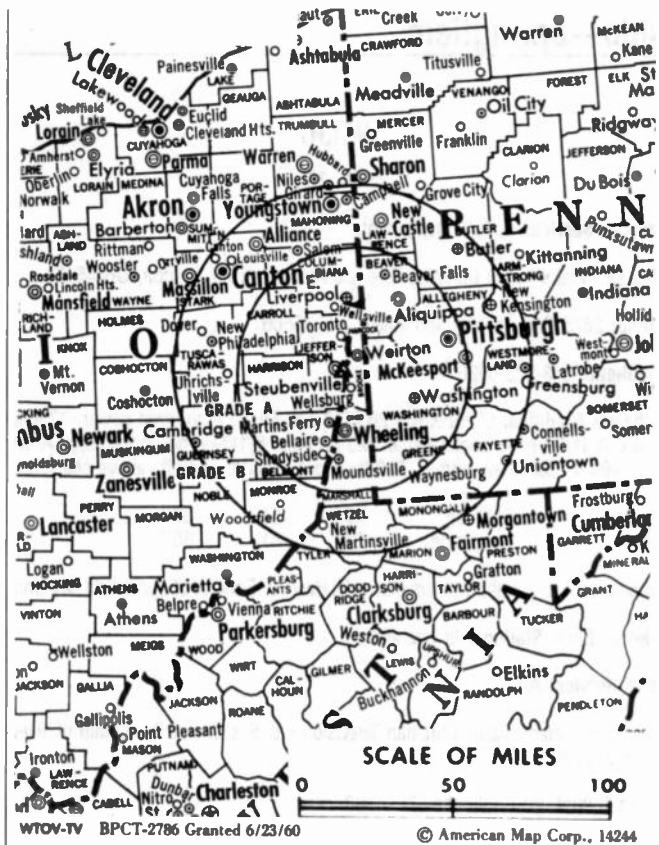 ERIE
Creek
CRAWFORD
Warren
McKEAN
Kane
Ashtabula
Titusville
L
Painesville
LAKE
Cleveland
Lakewood
GEAUGA
ASHTABULA
Meadville
VENANGO
FOREST
ELK
Oil City
Sheffield
Lake
Euclid
Cleveland Hts.
TRUMBULL
MERCER
Greenville
Franklin
Ridgway
Lorain
CUYAHOGA
CLARION
JEFFERSON
Amherst
Parma
Warren
Hubbard
Sharon
Clarion
Oberlin
Elyria
Niles
Du Bois
LORAIN
MEDINA
Cuyahoga
Falls
PORTAGE
Girard
Campbell
Grove City
Norwalk
Akron
Youngstown
MAHONING
New
Castle
P E N N
ASHLAND
Barberton
SUMMIT
Alliance
LAWRENCE
BUTLER
Butler
Punxsutaw
Rittman
Wooster
Orrville
N. Canton
Louisville
Salem
COLUMBIANA
BEAVER
Beaver Falls
ARMSTRONG
Kittanning
INDIANA
Indiana
Rosedale
Lincoln Hts.
Massillon
Canton
E.
Liverpool
ALLEGHENY
New
Kensington
Mansfield
WAYNE
STARK
CARROLL
Wellsville
Aliquippa
HOLMES
Dover
New
Philadelphia
Toronto
HANCOCK
Pittsburgh
I O
KNOX
TUSCARAWAS
JEFFERSON
Weirton
McKeesport
WESTMORELAND
Westmont
COSHOCTON
Uhrichsville
HARRISON
Latrobe
Mt.
Vernon
Steubenville
Wellsburg
Washington
Greensburg
Coshocton
GRADE A
WASHINGTON
SOMERSET
Cambridge
Martins Ferry
Newark
Bellaire
Wheeling
Connellsville
MUSKINGUM
GUERNSEY
Shadyside
GREENE
FAYETTE
Zanesville
GRADE B
BELMONT
Moundsville
Waynesburg
Uniontown
NOBLE
MONROE
MARSHALL
PERRY
MORGAN
Woodsfield
WETZEL
MONONGALIA
Frostburg
Lancaster
New
Martinsville
Morgantown
WASHINGTON
TYLER
MARION
Fairmont
PRESTON
GARRETT
MINERAL
Logan
HOCKING
Marietta
PLEASANTS
HARRISON
Grafton
GRANT
ATHENS
Belpre
Vienna
RITCHIE
DODDRIDGE
TAYLOR
VINTON
Athens
Parkersburg
Clarksburg
BARBOUR
TUCKER
MEIGS
WOOD
Weston
Wellston
WIRT
LEWIS
UPSHUR
Elkins
JACKSON
GALLIA
CALHOUN
GILMER
Buckhannon
RANDOLPH
PENDLETON
JACKSON
ROANE
S T N I A
Gallipolis
Point Pleasant
MASON
Ironton
LAWRENCE
PUTNAM
Dunbar
Nitro
Charleston
CABELL
SCALE OF MILES
0 50 100
WTOV-TV BPCT-2786 Granted 6/23/60
© American Map Corp., 14244